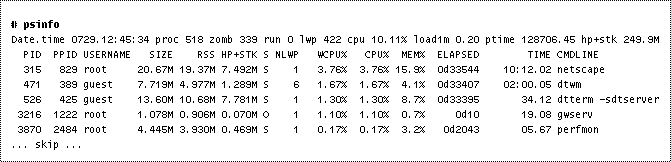 # psinfo
Date.time 0729.12:45:34 proc 518 zomb 339 run 0 lwp 422 cpu 10.11% load1m 0.20 ptime 128706.45 hp+stk 249.9M
PID PPID USERNAME SIZE RSS HP+STK S NLWP WCPU% CPU% MEM% ELAPSED TIME CMDLINE
315 829 root 20.67M 19.37M 7.492M S 1 3.76% 3.76% 15.9% 0d33544 10:12.02 netscape
471 389 guest 7.719M 4.977M 1.289M S 6 1.67% 1.67% 4.1% 0d33407 02:00.05 dtwm
526 425 guest 13.60M 10.68M 7.781M S 1 1.30% 1.30% 8.7% 0d33395 34.12 dtterm -sdtserver
3216 1222 root 1.078M 0.906M 0.070M O 1 1.10% 1.10% 0.7% 0d10 19.08 gwserv
3870 2484 root 4.445M 3.930M 0.469M S 1 0.17% 0.17% 3.2% 0d2043 05.67 perfmon
... skip ...